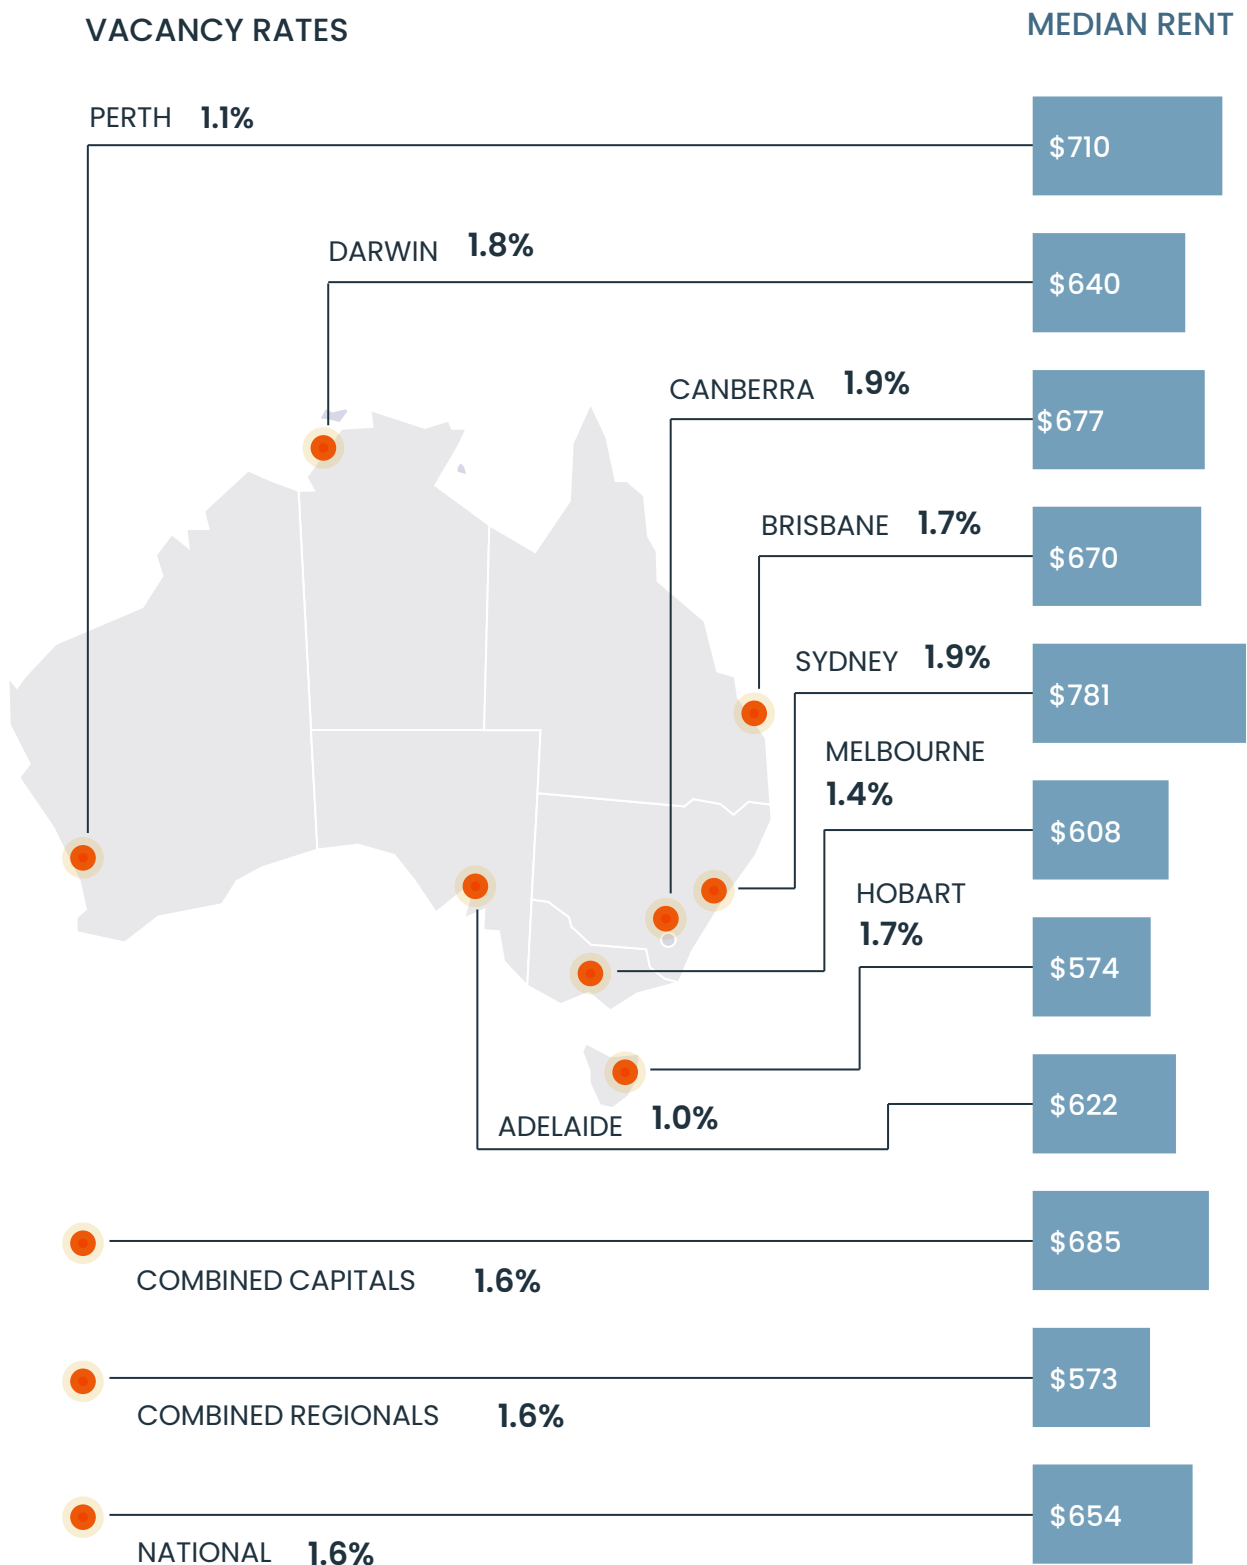 VACANCY RATES
MEDIAN RENT
PERTH 1.1%
$710
DARWIN 1.8%
$640
CANBERRA 1.9%
$677
BRISBANE 1.7%
$670
SYDNEY 1.9%
$781
MELBOURNE
1.4%
$608
HOBART
1.7%
$574
ADELAIDE 1.0%
$622
COMBINED CAPITALS 1.6%
$685
COMBINED REGIONALS 1.6%
$573
NATIONAL 1.6%
$654